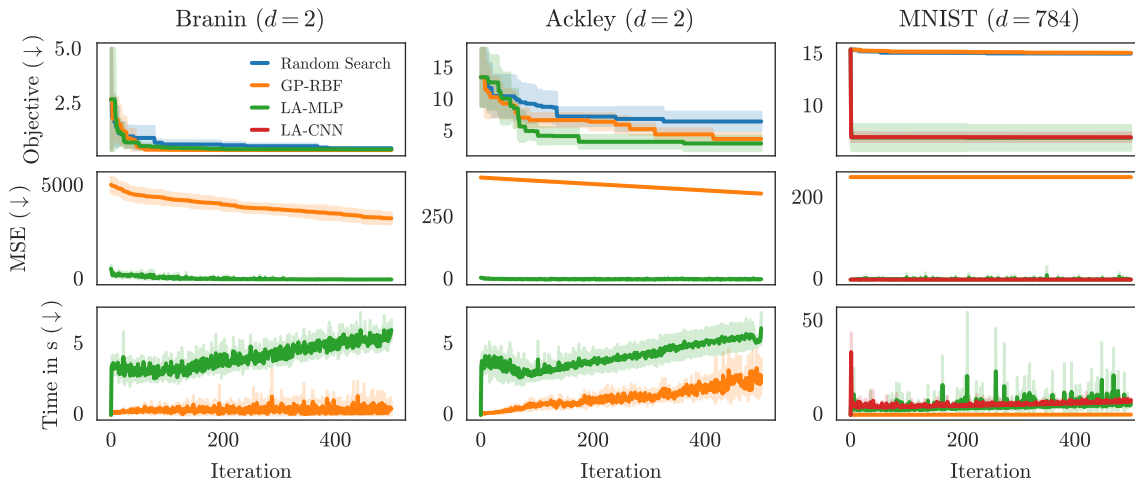 Branin (d = 2)
Ackley (d = 2)
MNIST (d = 784)
Objective (↓)
5.0
2.5
Random Search
GP-RBF
LA-MLP
LA-CNN
15
10
5
15
10
MSE (↓)
5000
0
250
0
200
0
Time in s (↓)
5
0
5
0
50
0
0
200
400
0
200
400
0
200
400
Iteration
Iteration
Iteration